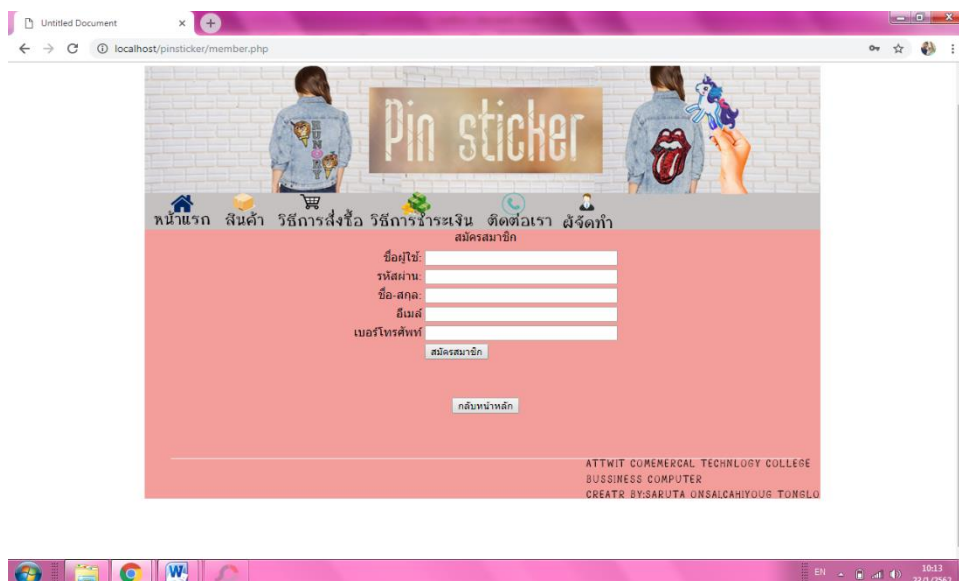 Untitled Document
localhost/pinsticker/member.php
Pin sticker
หน้าแรก สินค้า วิธีการสั่งซื้อ วิธีการชำระเงิน ติดต่อเรา ผู้จัดทำ
สมัครสมาชิก
ชื่อผู้ใช้:
รหัสผ่าน:
ชื่อ-สกุล:
อีเมล์
เบอร์โทรศัพท์
สมัครสมาชิก
กลับหน้าหลัก
ATTWIT COMEMERCAL TECHNLOGY COLLEGE
BUSSINESS COMPUTER
CREATR BY:SARUTA ONSALCAHIYOUG TONGLO
EN
10:13
22/1/2563